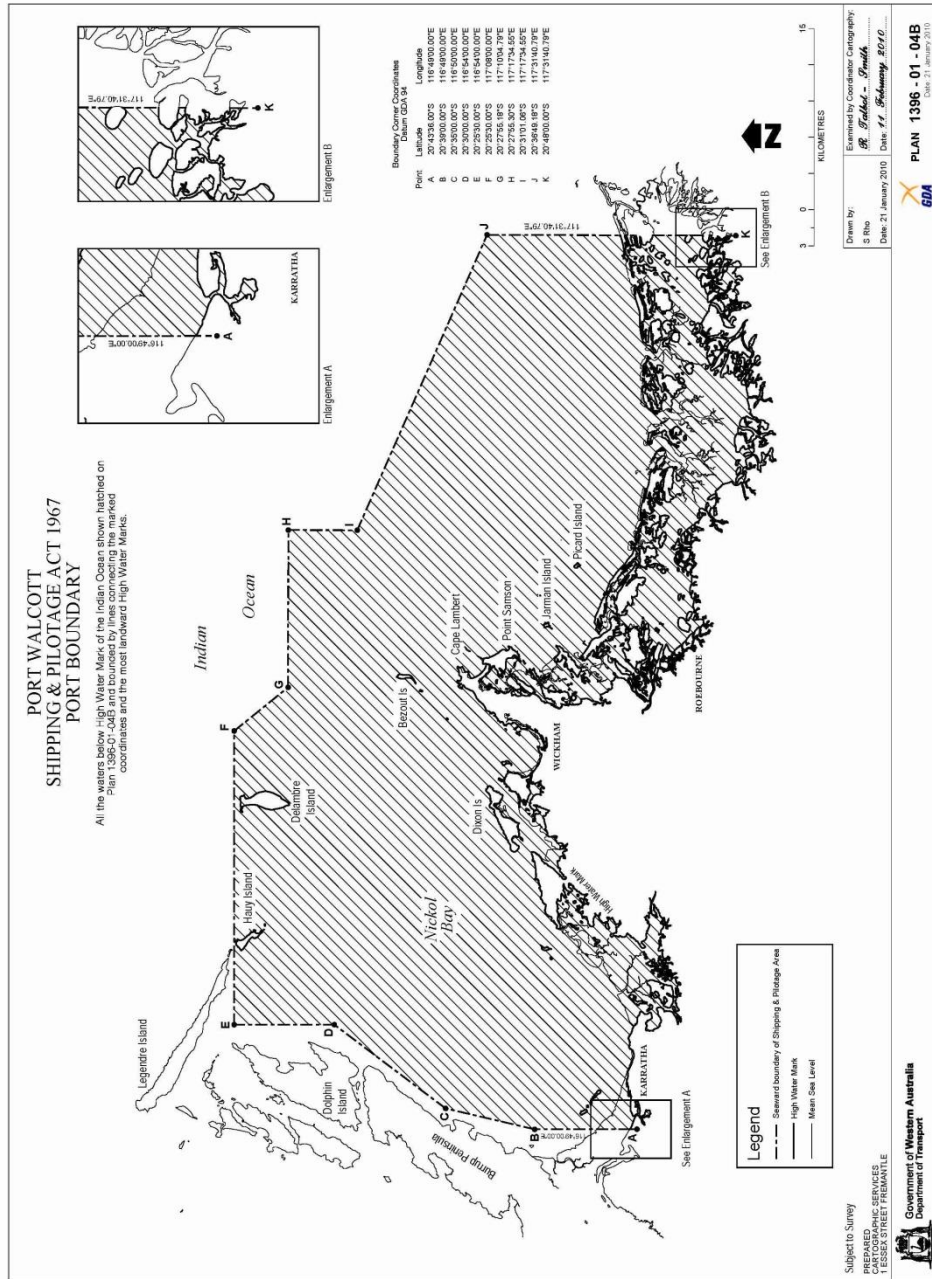 PORT WALCOTT
SHIPPING & PILOTAGE ACT 1967
PORT BOUNDARY
All the waters below High Water Mark of the Indian Ocean shown hatched on
Plan 1396-01-04B and bounded by lines connecting the marked
coordinates and the most landward High Water Marks.
116°49'00.00"E
A
KARRATHA
Enlargement A
117°31'40.79"E
K
Enlargement B
Boundary Corner Coordinates
Datum GDA 94
Point Latitude Longitude
A 20°43'36.00"S 116°49'00.00"E
B 20°39'00.00"S 116°49'00.00"E
C 20°35'00.00"S 116°50'00.00"E
D 20°30'00.00"S 116°54'00.00"E
E 20°25'30.00"S 116°54'00.00"E
F 20°25'30.00"S 117°08'00.00"E
G 20°27'55.18"S 117°10'04.79"E
H 20°27'55.30"S 117°17'34.55"E
I 20°31'01.06"S 117°17'34.55"E
J 20°36'49.18"S 117°31'40.79"E
K 20°48'00.00"S 117°31'40.79"E
Indian
Ocean
Legendre Island
E
Hauy Island
Delambre
Island
F
G
H
I
J
117°31'40.79"E
D
Dolphin
Island
C
Burrup Peninsula
B
116°49'00.00"E
A
See Enlargement A
KARRATHA
Nickol
Bay
Bezout Is
Dixon Is
High Water Mark
Cape Lambert
Point Samson
Jarman Island
Picard Island
WICKHAM
ROEBOURNE
K
See Enlargement B
N
3 0 15
KILOMETRES
Legend
Seaward boundary of Shipping & Pilotage Area
High Water Mark
Mean Sea Level
Subject to Survey
PREPARED
CARTOGRAPHIC SERVICES
1 ESSEX STREET FREMANTLE
Government of Western Australia
Department of Transport
Drawn by:
S Rho
Date: 21 January 2010
Examined by Coordinator Cartography:
R Talbot - Smith
Date: 11 February 2010
GDA
PLAN 1396 - 01 - 04B
Date: 21 January 2010